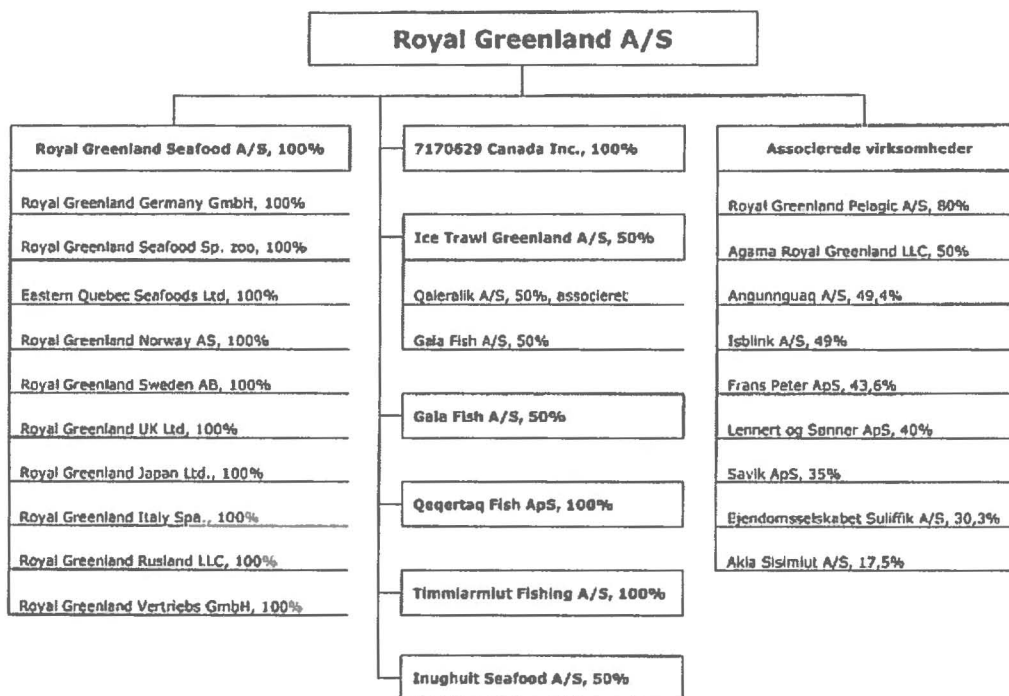 Royal Greenland A/S
Royal Greenland Seafood A/S, 100%
Royal Greenland Germany GmbH, 100%
Royal Greenland Seafood Sp. zoo, 100%
Eastern Quebec Seafoods Ltd, 100%
Royal Greenland Norway AS, 100%
Royal Greenland Sweden AB, 100%
Royal Greenland UK Ltd, 100%
Royal Greenland Japan Ltd., 100%
Royal Greenland Italy Spa., 100%
Royal Greenland Rusland LLC, 100%
Royal Greenland Vertriebs GmbH, 100%
7170629 Canada Inc., 100%
Ice Trawl Greenland A/S, 50%
Qaleralik A/S, 50%, associeret
Gaia Fish A/S, 50%
Gaia Fish A/S, 50%
Qeqertaq Fish ApS, 100%
Timmiarmiut Fishing A/S, 100%
Inughuit Seafood A/S, 50%
Associerede virksomheder
Royal Greenland Pelagic A/S, 80%
Agama Royal Greenland LLC, 50%
Angunnguaq A/S, 49,4%
Isblink A/S, 49%
Frans Peter ApS, 43,6%
Lennert og Sønner ApS, 40%
Savik ApS, 35%
Ejendomsselskabet Suliffik A/S, 30,3%
Akia Sisimiut A/S, 17,5%